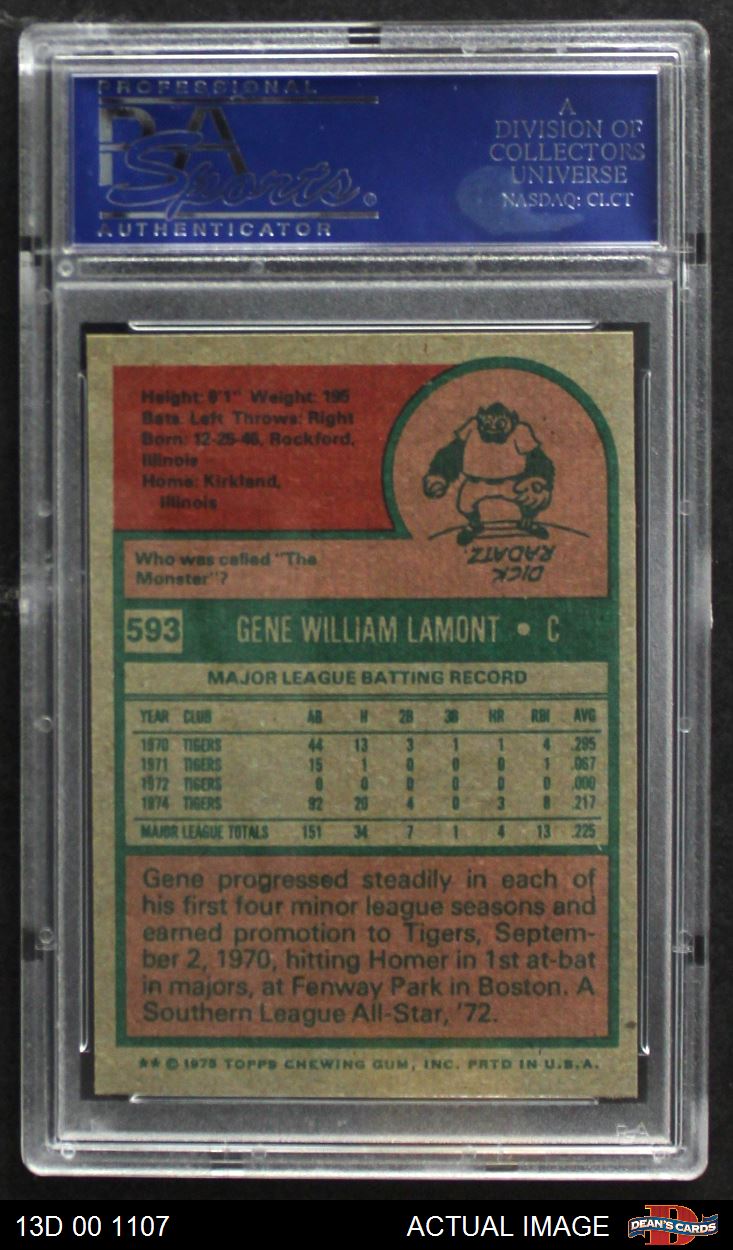 PROFESSIONAL
PSA
Sports®
AUTHENTICATOR
A
DIVISION OF
COLLECTORS
UNIVERSE
NASDAQ: CLCT
Height: 6'1" Weight: 195
Bats: Left Throws: Right
Born: 12-25-46, Rockford,
Illinois
Home: Kirkland,
Illinois
DICK
RADATZ.
Who was called "The
Monster"?
593 GENE WILLIAM LAMONT • C
MAJOR LEAGUE BATTING RECORD
YEAR CLUB AB H 2B 3B HR RBI AVG
1970 TIGERS 44 13 3 1 1 4 .295
1971 TIGERS 15 1 0 0 0 1 .067
1972 TIGERS 0 0 0 0 0 0 .000
1974 TIGERS 92 20 4 0 3 8 .217
MAJOR LEAGUE TOTALS 151 34 7 1 4 13 .225
Gene progressed steadily in each of
his first four minor league seasons and
earned promotion to Tigers, Septem-
ber 2, 1970, hitting Homer in 1st at-bat
in majors, at Fenway Park in Boston. A
Southern League All-Star, '72.
★★ © 1975 TOPPS CHEWING GUM, INC. PRTD IN U.S.A.
PSA
13D 00 1107 ACTUAL IMAGE DEAN'S CARDS